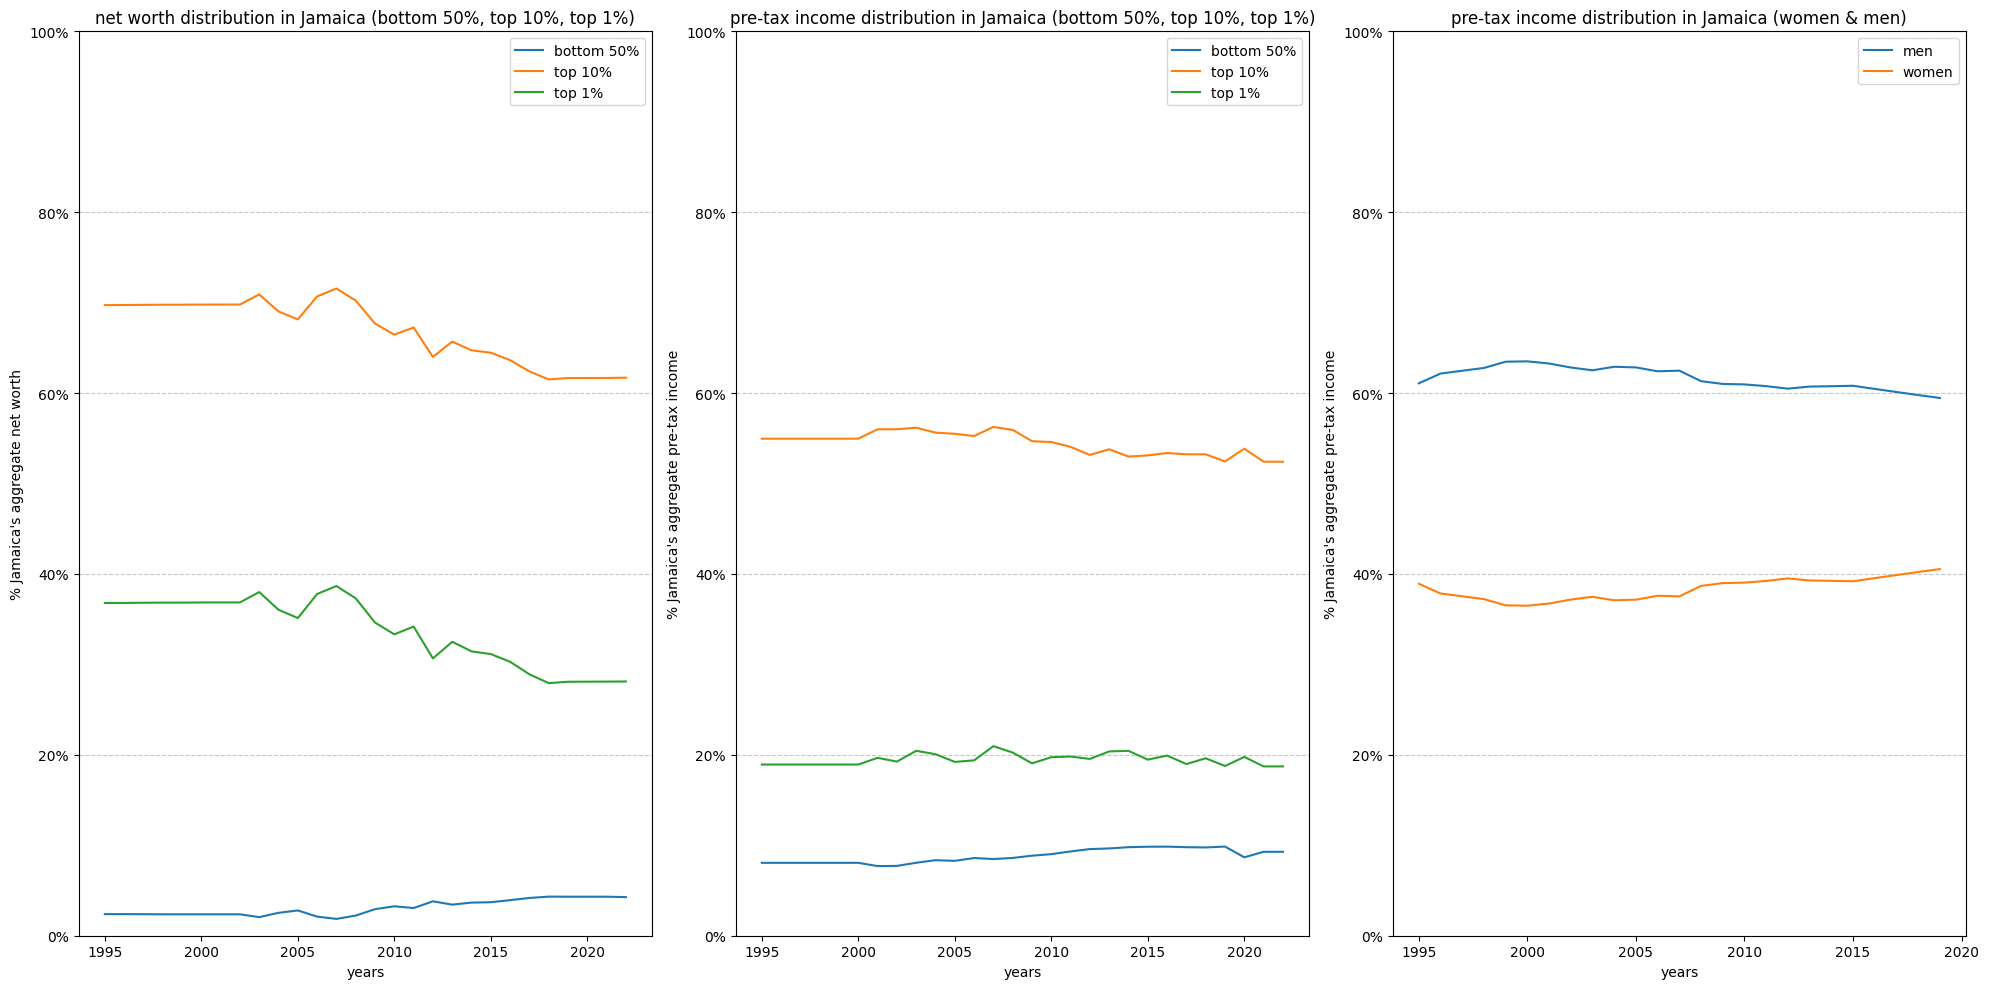 net worth distribution in Jamaica (bottom 50%, top 10%, top 1%)
100%
80%
60%
40%
20%
0%
% Jamaica's aggregate net worth
bottom 50%
top 10%
top 1%
1995
2000
2005
2010
2015
2020
years
pre-tax income distribution in Jamaica (bottom 50%, top 10%, top 1%)
100%
80%
60%
40%
20%
0%
% Jamaica's aggregate pre-tax income
bottom 50%
top 10%
top 1%
1995
2000
2005
2010
2015
2020
years
pre-tax income distribution in Jamaica (women & men)
100%
80%
60%
40%
20%
0%
% Jamaica's aggregate pre-tax income
men
women
1995
2000
2005
2010
2015
2020
years